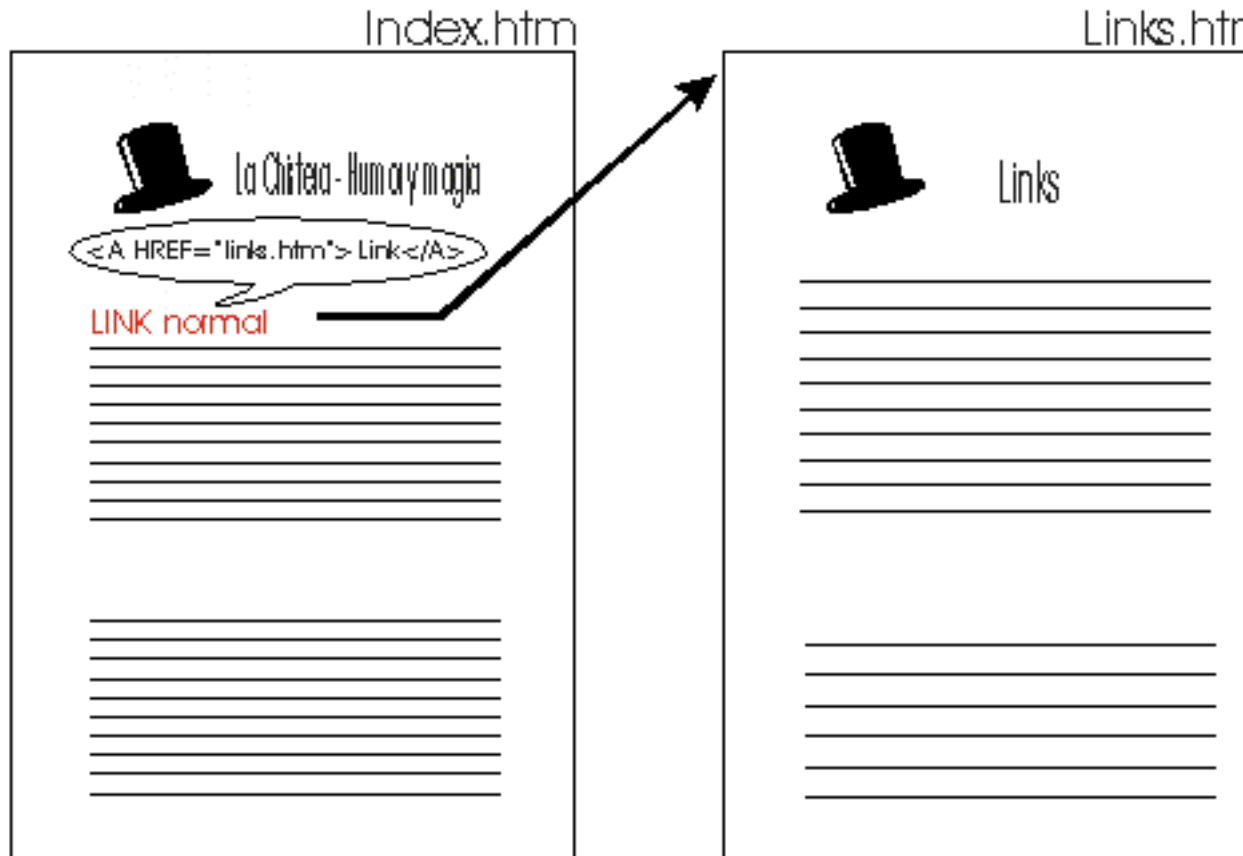 Index.htm
La Chistera - Humor y magia
<A HREF="links.htm"> Link</A>
LINK normal
Links.htm
Links